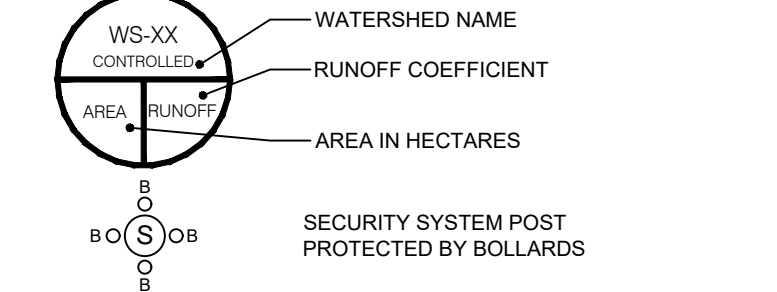 WS-XX
CONTROLLED
WATERSHED NAME
RUNOFF COEFFICIENT
AREA
RUNOFF
AREA IN HECTARES
B
B S B
B
SECURITY SYSTEM POST
PROTECTED BY BOLLARDS